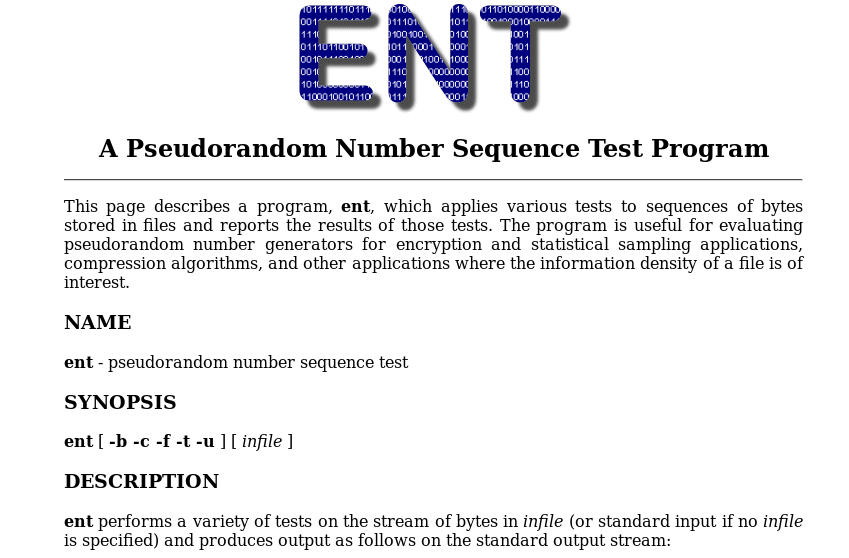 ENT
A Pseudorandom Number Sequence Test Program
This page describes a program, ent, which applies various tests to sequences of bytes
stored in files and reports the results of those tests. The program is useful for evaluating
pseudorandom number generators for encryption and statistical sampling applications,
compression algorithms, and other applications where the information density of a file is of
interest.
NAME
ent - pseudorandom number sequence test
SYNOPSIS
ent [ -b -c -f -t -u ] [ infile ]
DESCRIPTION
ent performs a variety of tests on the stream of bytes in infile (or standard input if no infile
is specified) and produces output as follows on the standard output stream: